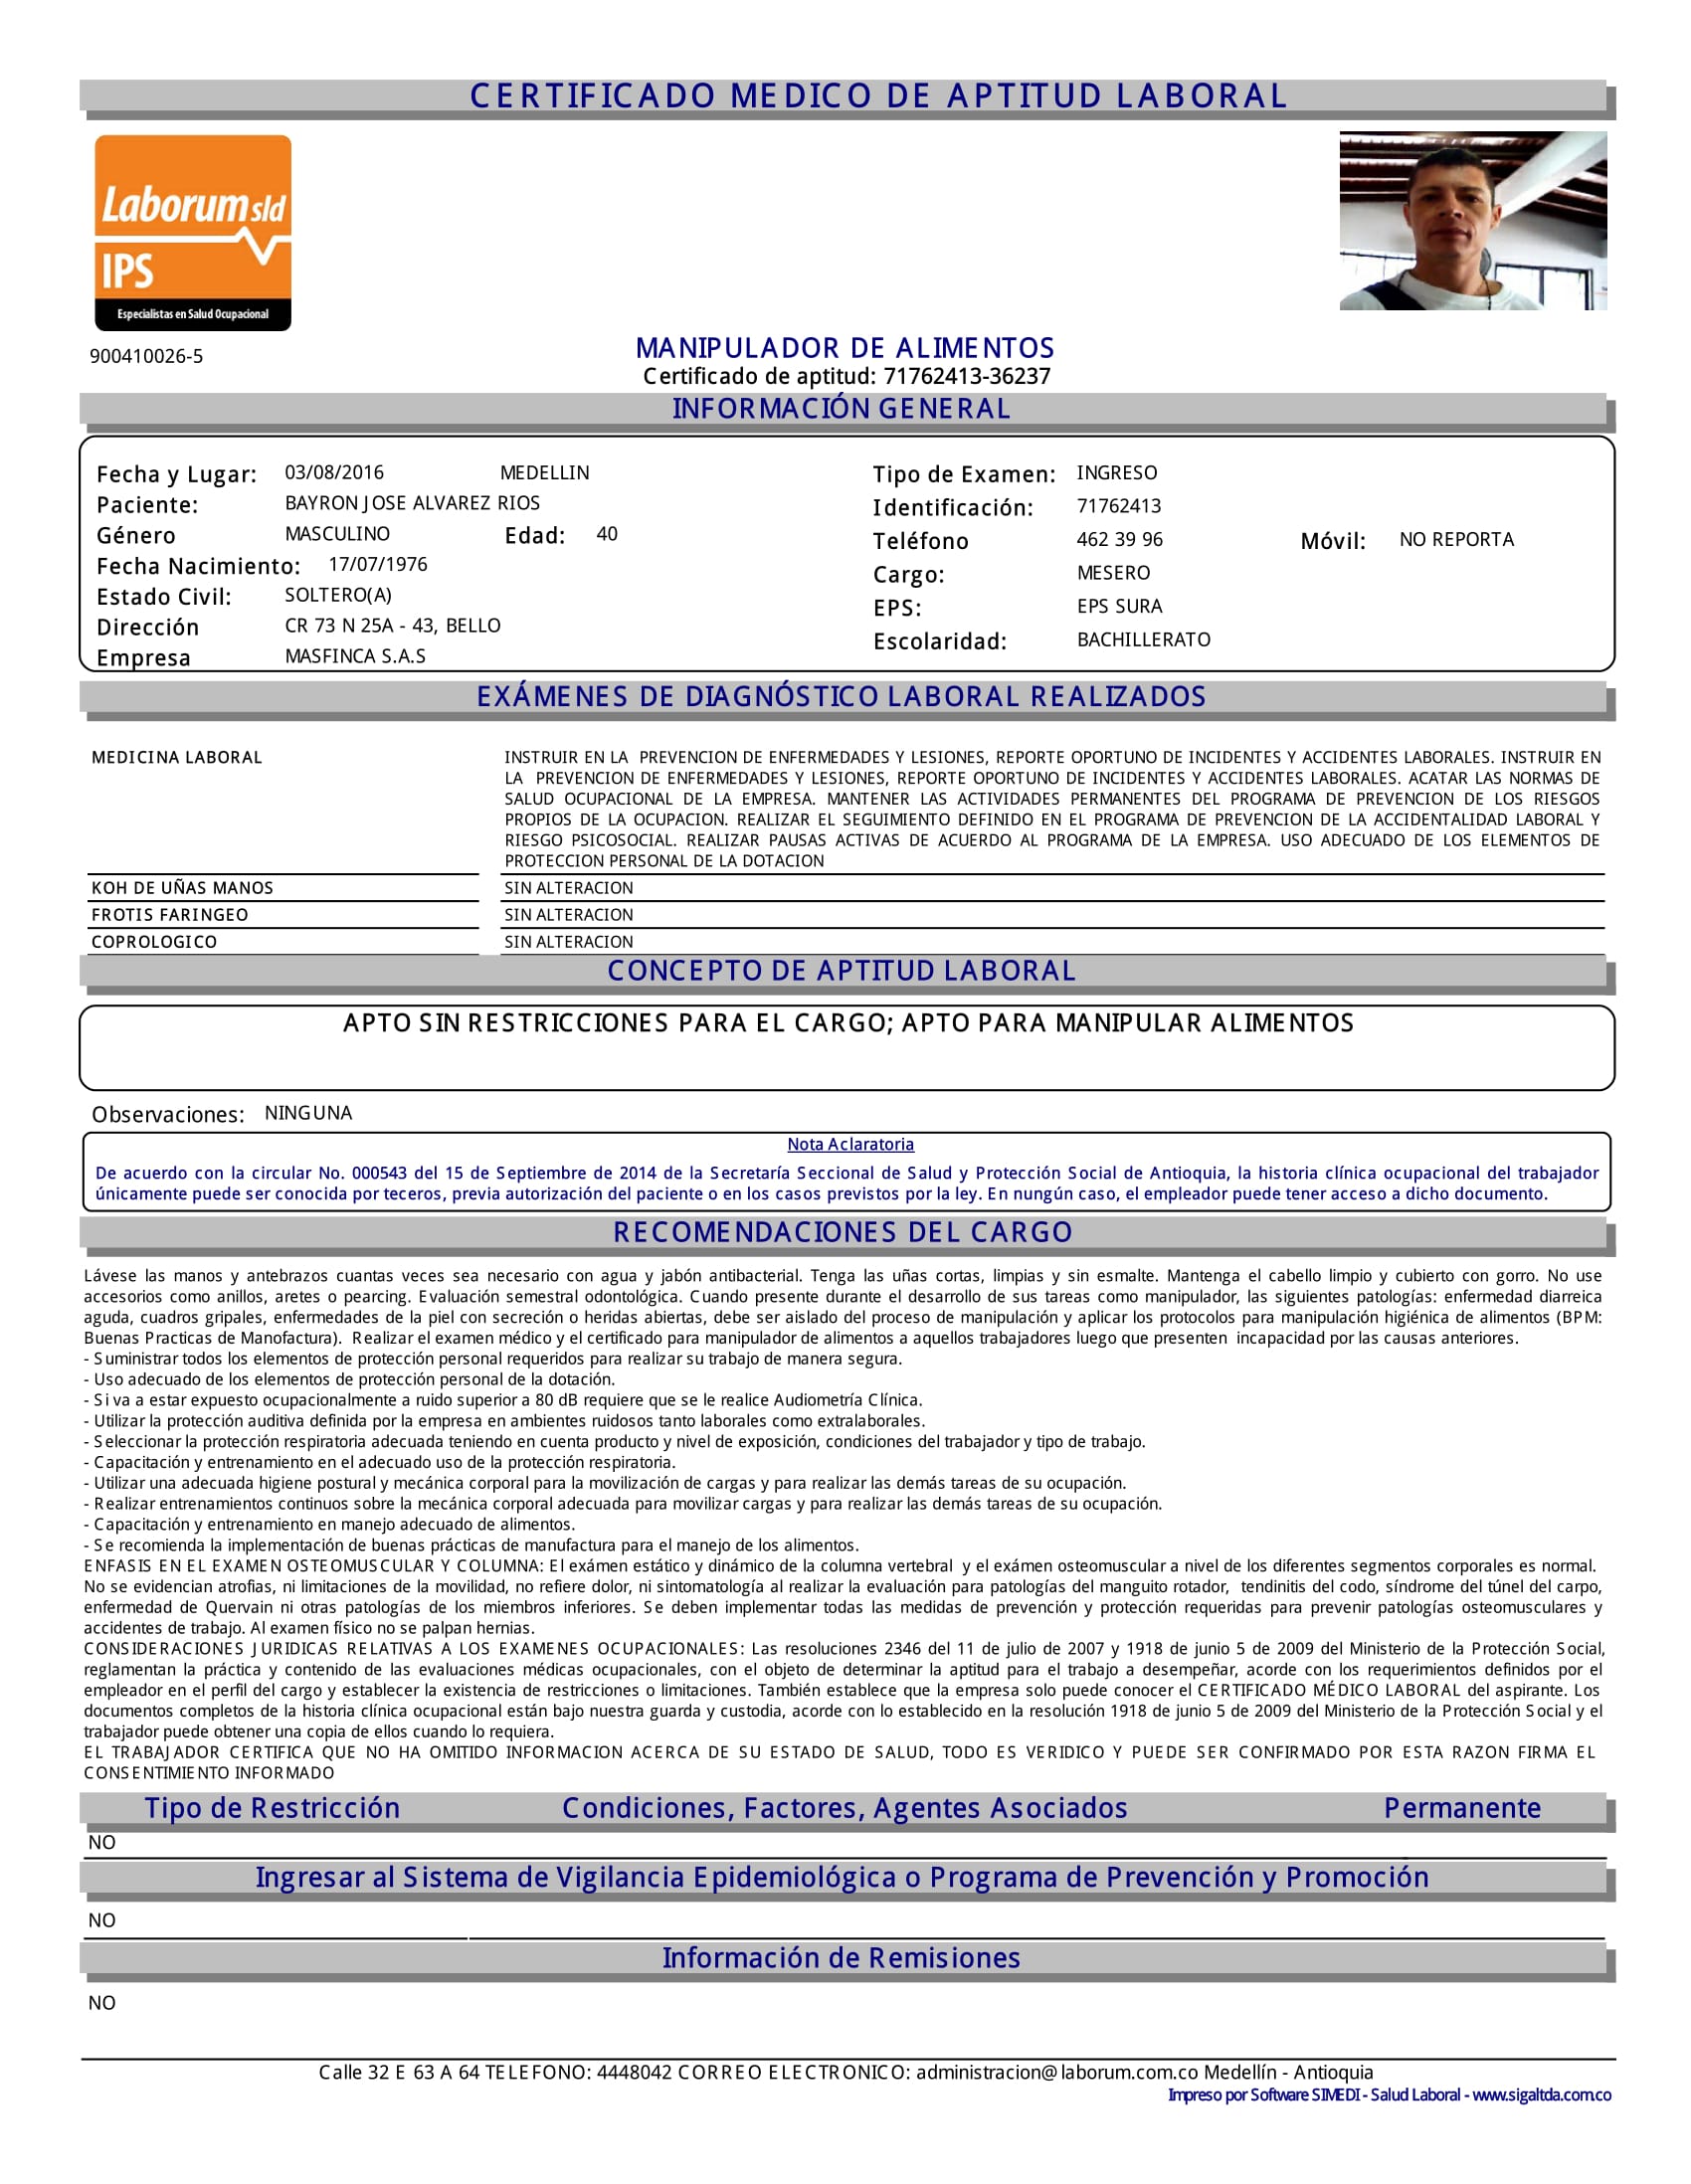 CERTIFICADO MEDICO DE APTITUD LABORAL
Laborum sld
IPS
Especialistas en Salud Ocupacional
900410026-5
MANIPULADOR DE ALIMENTOS
Certificado de aptitud: 71762413-36237
INFORMACIÓN GENERAL
Fecha y Lugar: 03/08/2016 MEDELLIN Tipo de Examen: INGRESO
Paciente: BAYRON JOSE ALVAREZ RIOS Identificación: 71762413
Género MASCULINO Edad: 40 Teléfono 462 39 96 Móvil: NO REPORTA
Fecha Nacimiento: 17/07/1976 Cargo: MESERO
Estado Civil: SOLTERO(A) EPS: EPS SURA
Dirección CR 73 N 25A - 43, BELLO Escolaridad: BACHILLERATO
Empresa MASFINCA S.A.S
EXÁMENES DE DIAGNÓSTICO LABORAL REALIZADOS
MEDICINA LABORAL INSTRUIR EN LA PREVENCION DE ENFERMEDADES Y LESIONES, REPORTE OPORTUNO DE INCIDENTES Y ACCIDENTES LABORALES. INSTRUIR EN
LA PREVENCION DE ENFERMEDADES Y LESIONES, REPORTE OPORTUNO DE INCIDENTES Y ACCIDENTES LABORALES. ACATAR LAS NORMAS DE
SALUD OCUPACIONAL DE LA EMPRESA. MANTENER LAS ACTIVIDADES PERMANENTES DEL PROGRAMA DE PREVENCION DE LOS RIESGOS
PROPIOS DE LA OCUPACION. REALIZAR EL SEGUIMIENTO DEFINIDO EN EL PROGRAMA DE PREVENCION DE LA ACCIDENTALIDAD LABORAL Y
RIESGO PSICOSOCIAL. REALIZAR PAUSAS ACTIVAS DE ACUERDO AL PROGRAMA DE LA EMPRESA. USO ADECUADO DE LOS ELEMENTOS DE
PROTECCION PERSONAL DE LA DOTACION
KOH DE UÑAS MANOS SIN ALTERACION
FROTIS FARINGEO SIN ALTERACION
COPROLOGICO SIN ALTERACION
CONCEPTO DE APTITUD LABORAL
APTO SIN RESTRICCIONES PARA EL CARGO; APTO PARA MANIPULAR ALIMENTOS
Observaciones: NINGUNA
Nota Aclaratoria
De acuerdo con la circular No. 000543 del 15 de Septiembre de 2014 de la Secretaría Seccional de Salud y Protección Social de Antioquia, la historia clínica ocupacional del trabajador
únicamente puede ser conocida por teceros, previa autorización del paciente o en los casos previstos por la ley. En nungún caso, el empleador puede tener acceso a dicho documento.
RECOMENDACIONES DEL CARGO
Lávese las manos y antebrazos cuantas veces sea necesario con agua y jabón antibacterial. Tenga las uñas cortas, limpias y sin esmalte. Mantenga el cabello limpio y cubierto con gorro. No use
accesorios como anillos, aretes o pearcing. Evaluación semestral odontológica. Cuando presente durante el desarrollo de sus tareas como manipulador, las siguientes patologías: enfermedad diarreica
aguda, cuadros gripales, enfermedades de la piel con secreción o heridas abiertas, debe ser aislado del proceso de manipulación y aplicar los protocolos para manipulación higiénica de alimentos (BPM:
Buenas Practicas de Manofactura). Realizar el examen médico y el certificado para manipulador de alimentos a aquellos trabajadores luego que presenten incapacidad por las causas anteriores.
- Suministrar todos los elementos de protección personal requeridos para realizar su trabajo de manera segura.
- Uso adecuado de los elementos de protección personal de la dotación.
- Si va a estar expuesto ocupacionalmente a ruido superior a 80 dB requiere que se le realice Audiometría Clínica.
- Utilizar la protección auditiva definida por la empresa en ambientes ruidosos tanto laborales como extralaborales.
- Seleccionar la protección respiratoria adecuada teniendo en cuenta producto y nivel de exposición, condiciones del trabajador y tipo de trabajo.
- Capacitación y entrenamiento en el adecuado uso de la protección respiratoria.
- Utilizar una adecuada higiene postural y mecánica corporal para la movilización de cargas y para realizar las demás tareas de su ocupación.
- Realizar entrenamientos continuos sobre la mecánica corporal adecuada para movilizar cargas y para realizar las demás tareas de su ocupación.
- Capacitación y entrenamiento en manejo adecuado de alimentos.
- Se recomienda la implementación de buenas prácticas de manufactura para el manejo de los alimentos.
ENFASIS EN EL EXAMEN OSTEOMUSCULAR Y COLUMNA: El exámen estático y dinámico de la columna vertebral y el exámen osteomuscular a nivel de los diferentes segmentos corporales es normal.
No se evidencian atrofias, ni limitaciones de la movilidad, no refiere dolor, ni sintomatología al realizar la evaluación para patologías del manguito rotador, tendinitis del codo, síndrome del túnel del carpo,
enfermedad de Quervain ni otras patologías de los miembros inferiores. Se deben implementar todas las medidas de prevención y protección requeridas para prevenir patologías osteomusculares y
accidentes de trabajo. Al examen físico no se palpan hernias.
CONSIDERACIONES JURIDICAS RELATIVAS A LOS EXAMENES OCUPACIONALES: Las resoluciones 2346 del 11 de julio de 2007 y 1918 de junio 5 de 2009 del Ministerio de la Protección Social,
reglamentan la práctica y contenido de las evaluaciones médicas ocupacionales, con el objeto de determinar la aptitud para el trabajo a desempeñar, acorde con los requerimientos definidos por el
empleador en el perfil del cargo y establecer la existencia de restricciones o limitaciones. También establece que la empresa solo puede conocer el CERTIFICADO MÉDICO LABORAL del aspirante. Los
documentos completos de la historia clínica ocupacional están bajo nuestra guarda y custodia, acorde con lo establecido en la resolución 1918 de junio 5 de 2009 del Ministerio de la Protección Social y el
trabajador puede obtener una copia de ellos cuando lo requiera.
EL TRABAJADOR CERTIFICA QUE NO HA OMITIDO INFORMACION ACERCA DE SU ESTADO DE SALUD, TODO ES VERIDICO Y PUEDE SER CONFIRMADO POR ESTA RAZON FIRMA EL
CONSENTIMIENTO INFORMADO
Tipo de Restricción Condiciones, Factores, Agentes Asociados Permanente
NO
Ingresar al Sistema de Vigilancia Epidemiológica o Programa de Prevención y Promoción
NO
Información de Remisiones
NO
Calle 32 E 63 A 64 TELEFONO: 4448042 CORREO ELECTRONICO: administracion@laborum.com.co Medellín - Antioquia
Impreso por Software SIMEDI - Salud Laboral - www.sigaltda.com.co